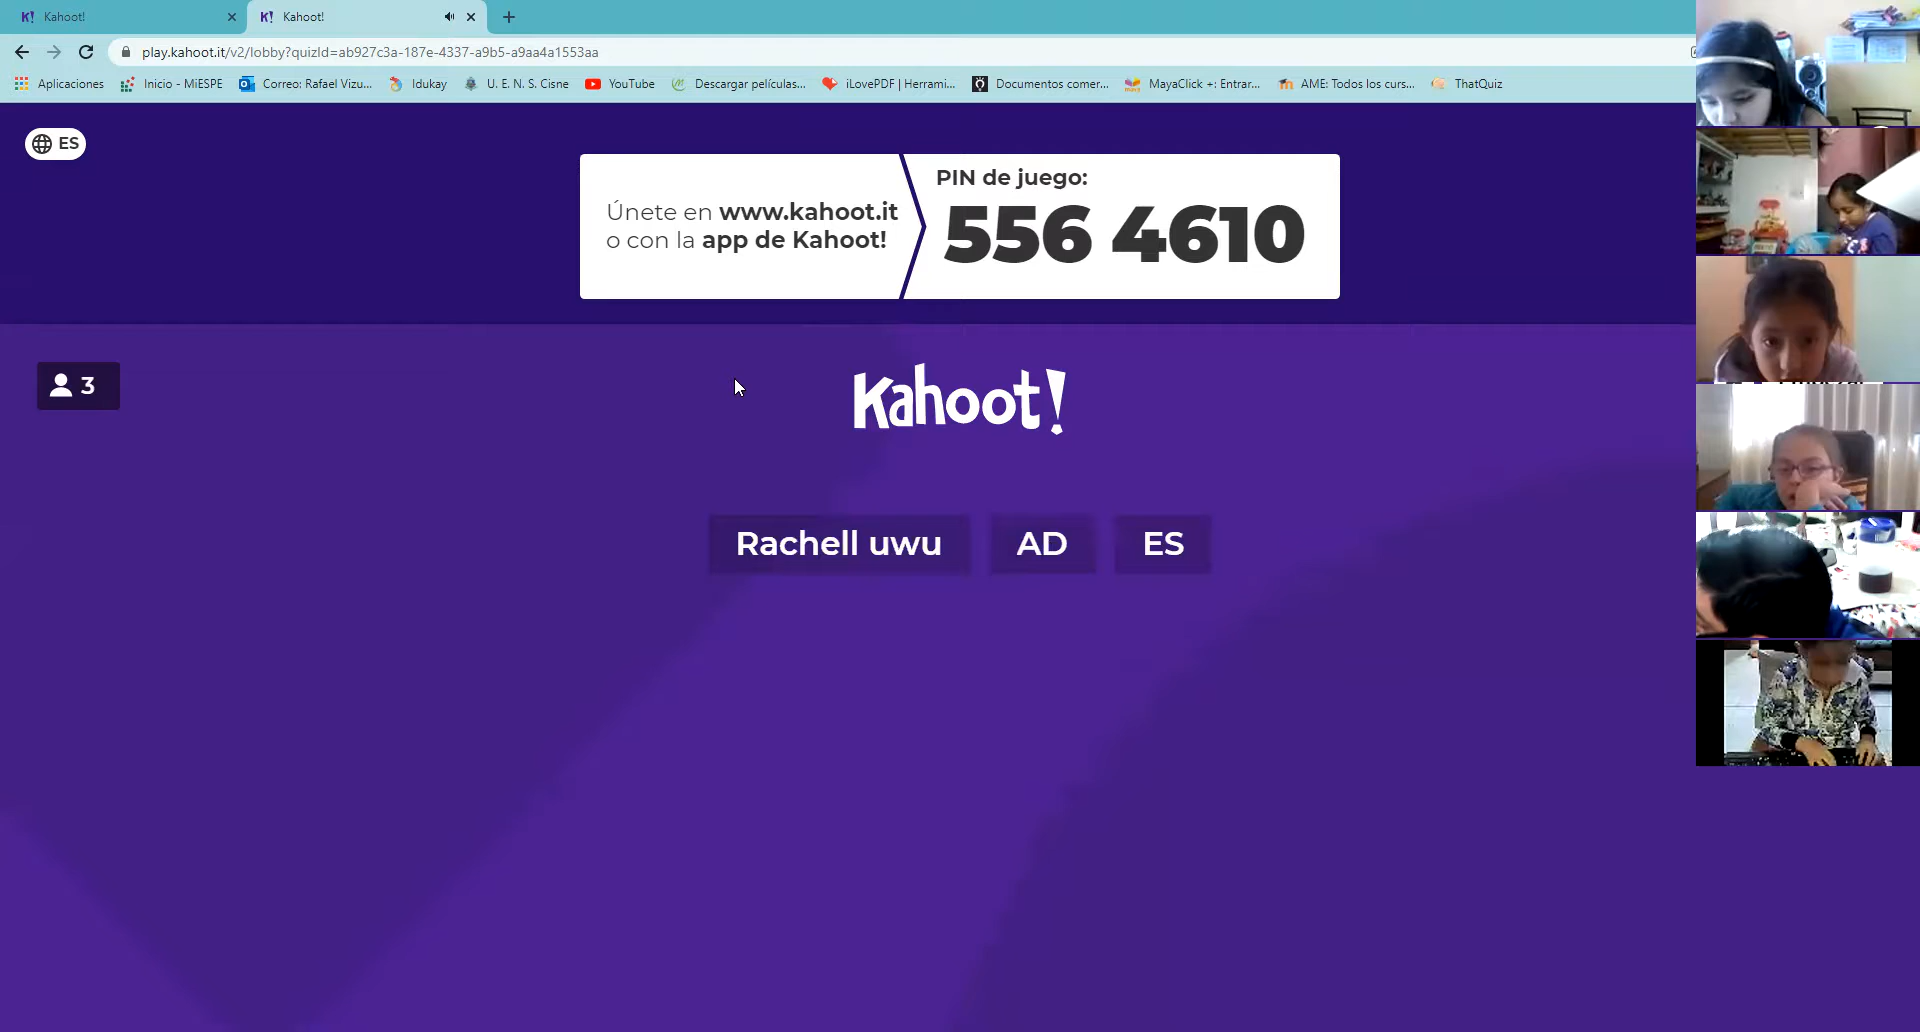 Kahoot!
Kahoot!
play.kahoot.it/v2/lobby?quizId=ab927c3a-187e-4337-a9b5-a9aa4a1553aa
Aplicaciones Inicio - MiESPE Correo: Rafael Vizu... Idukay U. E. N. S. Cisne YouTube Descargar películas... iLovePDF | Herrami... Documentos comer... MayaClick +: Entrar... AME: Todos los curs... ThatQuiz
ES
Únete en www.kahoot.it
o con la app de Kahoot!
PIN de juego:
556 4610
3
Kahoot!
Rachell uwu AD ES